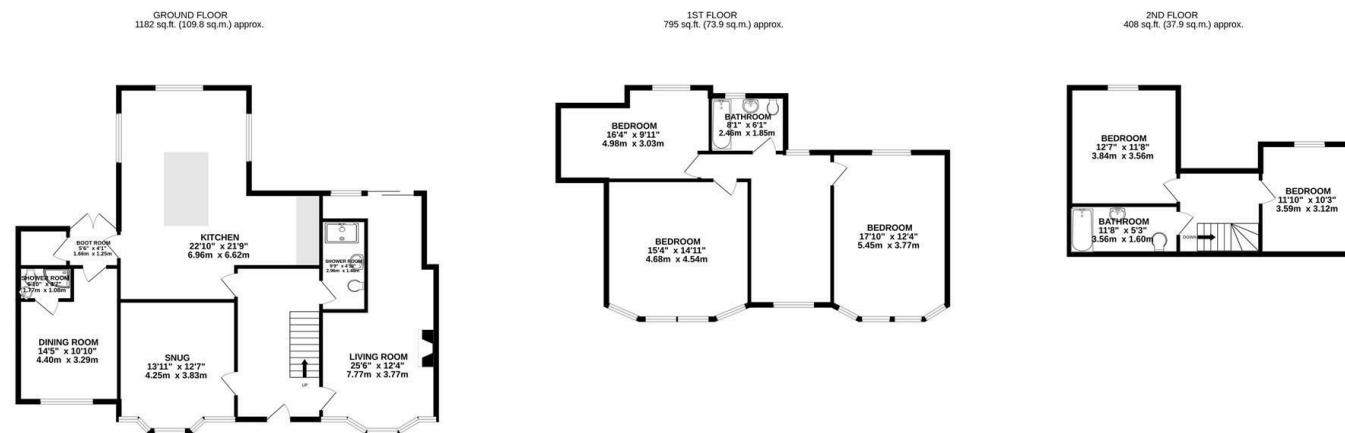 GROUND FLOOR
1182 sq.ft. (109.8 sq.m.) approx.
KITCHEN
22'10" x 21'9"
6.96m x 6.62m
BOOT ROOM
5'6" x 4'1"
1.66m x 1.25m
SHOWER ROOM
1.77m x 1.08m
SHOWER ROOM
DINING ROOM
14'5" x 10'10"
4.40m x 3.29m
SNUG
13'11" x 12'7"
4.25m x 3.83m
UP
LIVING ROOM
25'6" x 12'4"
7.77m x 3.77m
1ST FLOOR
795 sq.ft. (73.9 sq.m.) approx.
BEDROOM
16'4" x 9'11"
4.98m x 3.03m
BATHROOM
8'1" x 6'1"
2.46m x 1.85m
BEDROOM
15'4" x 14'11"
4.68m x 4.54m
BEDROOM
17'10" x 12'4"
5.45m x 3.77m
2ND FLOOR
408 sq.ft. (37.9 sq.m.) approx.
BEDROOM
12'7" x 11'8"
3.84m x 3.56m
BATHROOM
11'8" x 5'3"
3.56m x 1.60m
DOWN
BEDROOM
11'10" x 10'3"
3.59m x 3.12m